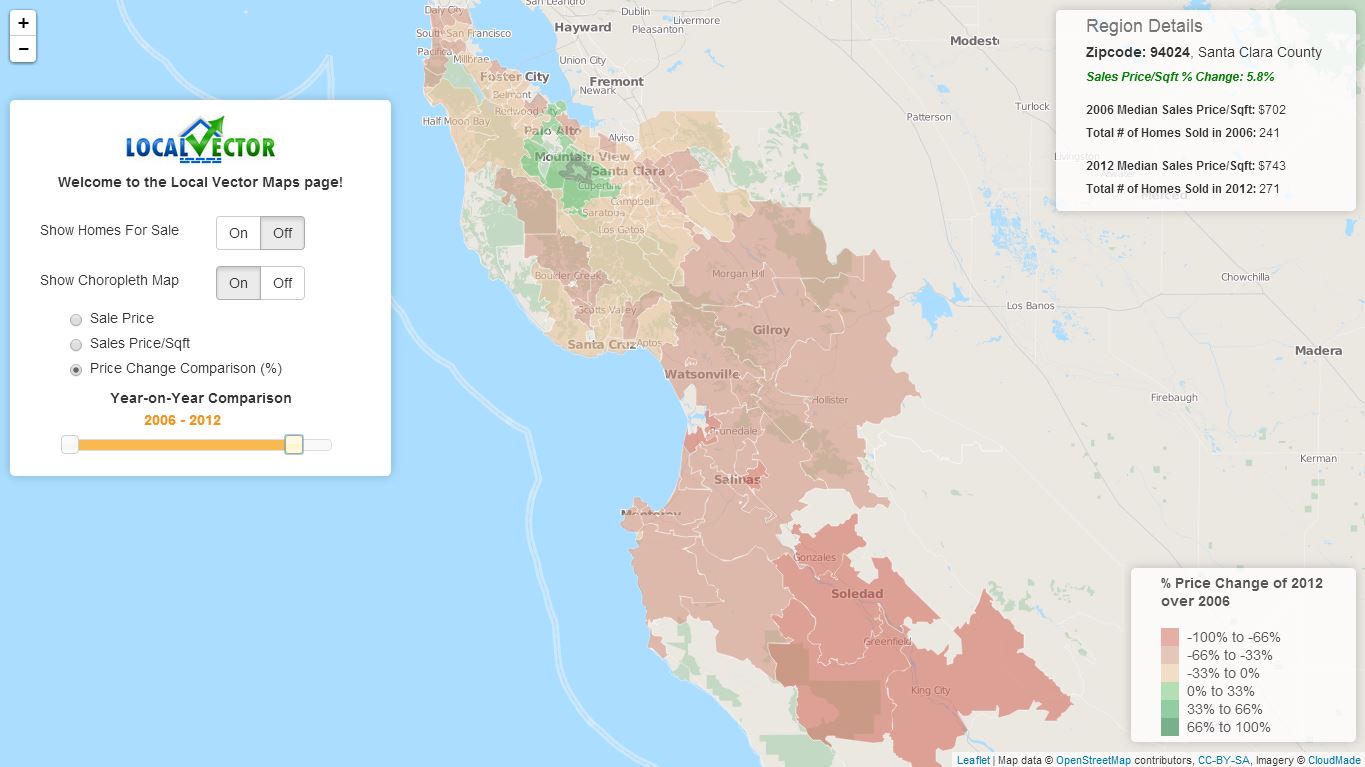 +
−
LOCALVECTOR
Welcome to the Local Vector Maps page!
Show Homes For Sale
On Off
Show Choropleth Map
On Off
Sale Price
Sales Price/Sqft
Price Change Comparison (%)
Year-on-Year Comparison
2006 - 2012
Region Details
Zipcode: 94024, Santa Clara County
Sales Price/Sqft % Change: 5.8%
2006 Median Sales Price/Sqft: $702
Total # of Homes Sold in 2006: 241
2012 Median Sales Price/Sqft: $743
Total # of Homes Sold in 2012: 271
San Leandro
Daly City
Dublin
Livermore
Hayward
Pleasanton
South San Francisco
Modesto
Pacifica
Millbrae
Union City
Foster City
Fremont
Newark
Belmont
Turlock
Redwood City
Half Moon Bay
Patterson
Palo Alto
Alviso
Mountain View
Livingston
Santa Clara
Cupertino
Merced
Campbell
Saratoga
Los Gatos
Morgan Hill
Boulder Creek
Chowchilla
Los Banos
Scotts Valley
Gilroy
Santa Cruz
Aptos
Madera
Watsonville
Hollister
Firebaugh
Prunedale
Kerman
Salinas
Monterey
Gonzales
Soledad
Greenfield
King City
% Price Change of 2012
over 2006
-100% to -66%
-66% to -33%
-33% to 0%
0% to 33%
33% to 66%
66% to 100%
Leaflet | Map data © OpenStreetMap contributors, CC-BY-SA, Imagery © CloudMade